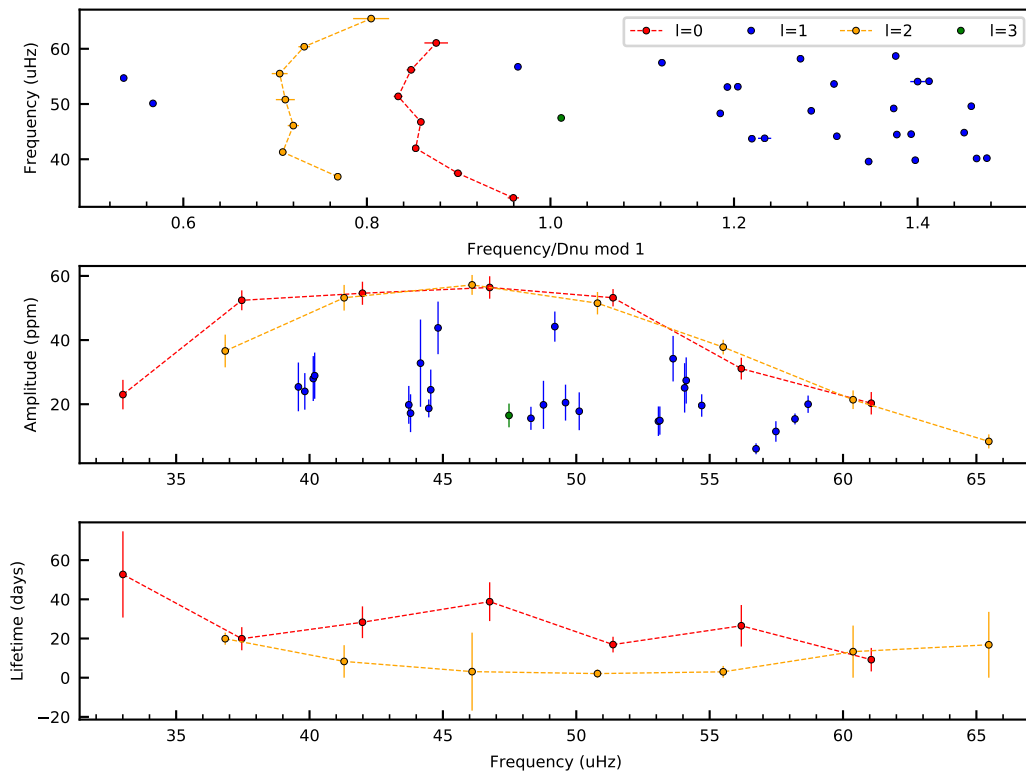 l=0 l=1 l=2 l=3
Frequency (uHz)
60
50
40
0.6 0.8 1.0 1.2 1.4
Frequency/Dnu mod 1
Amplitude (ppm)
60
40
20
35 40 45 50 55 60 65
Lifetime (days)
60
40
20
0
−20
35 40 45 50 55 60 65
Frequency (uHz)